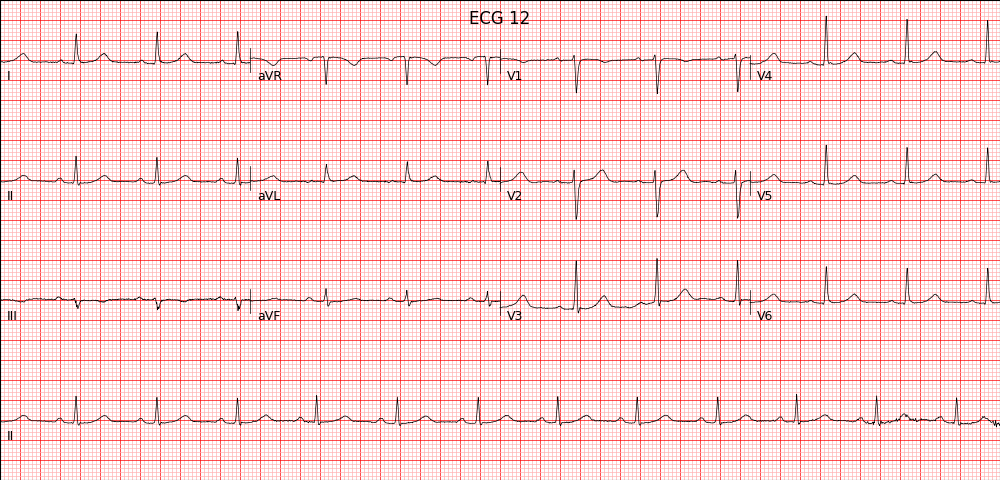 ECG 12
I aVR V1 V4
II aVL V2 V5
III aVF V3 V6
II